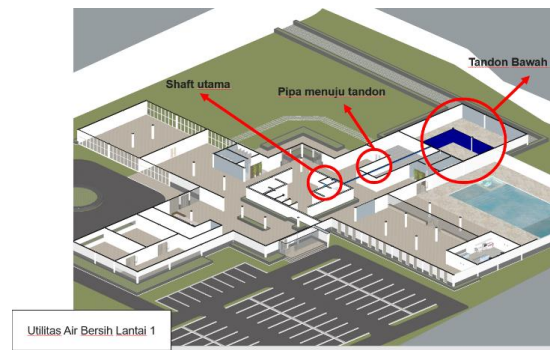 Tandon Bawah
Shaft utama
Pipa menuju tandon
Utilitas Air Bersih Lantai 1